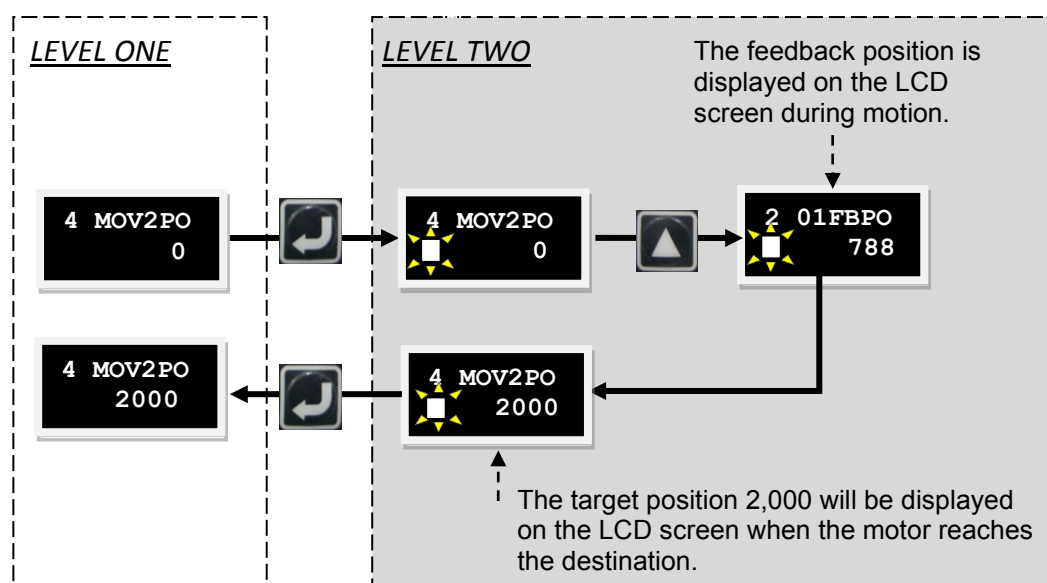 LEVEL ONE
LEVEL TWO
The feedback position is
displayed on the LCD
screen during motion.
4 MOV2PO
0
4 MOV2PO
0
2 01FBPO
788
4 MOV2PO
2000
4 MOV2PO
2000
The target position 2,000 will be displayed
on the LCD screen when the motor reaches
the destination.